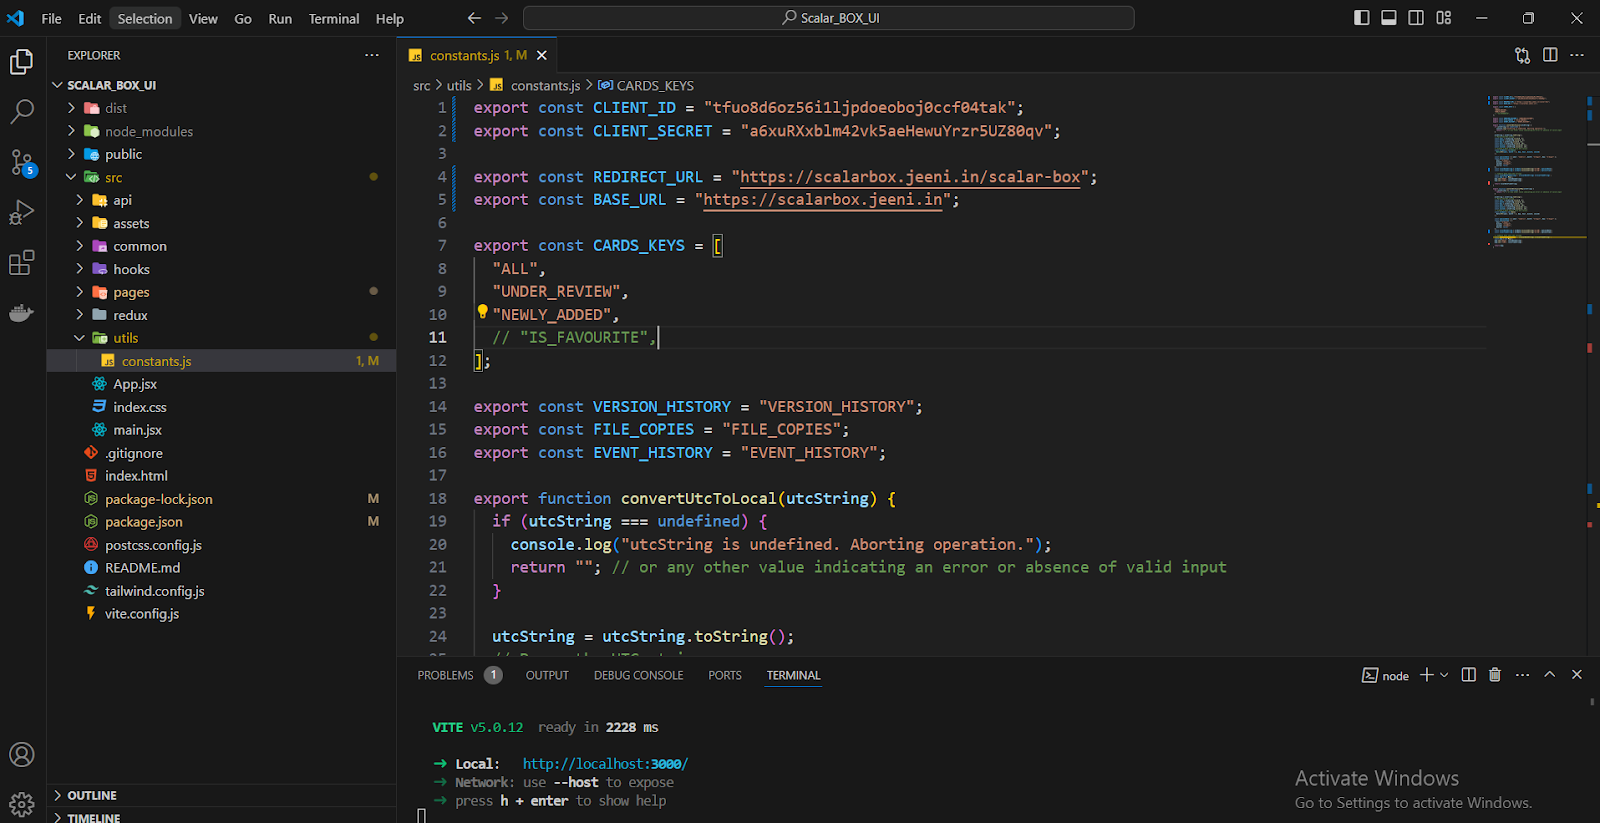 File Edit Selection View Go Run Terminal Help
Scalar_BOX_UI
EXPLORER
SCALAR_BOX_UI
dist
node_modules
public
5
src
api
assets
common
hooks
pages
redux
utils
constants.js 1, M
App.jsx
index.css
main.jsx
.gitignore
index.html
package-lock.json M
package.json M
postcss.config.js
README.md
tailwind.config.js
vite.config.js
OUTLINE
TIMELINE
constants.js 1, M
src > utils > constants.js > CARDS_KEYS
1 export const CLIENT_ID = "tfuo8d6oz56i1ljpdoeoboj0ccf04tak";
2 export const CLIENT_SECRET = "a6xuRXxblm42vk5aeHewuYrzr5UZ80qv";
3
4 export const REDIRECT_URL = "https://scalarbox.jeeni.in/scalar-box";
5 export const BASE_URL = "https://scalarbox.jeeni.in";
6
7 export const CARDS_KEYS = [
8 "ALL",
9 "UNDER_REVIEW",
10 "NEWLY_ADDED",
11 // "IS_FAVOURITE",
12 ];
13
14 export const VERSION_HISTORY = "VERSION_HISTORY";
15 export const FILE_COPIES = "FILE_COPIES";
16 export const EVENT_HISTORY = "EVENT_HISTORY";
17
18 export function convertUtcToLocal(utcString) {
19 if (utcString === undefined) {
20 console.log("utcString is undefined. Aborting operation.");
21 return ""; // or any other value indicating an error or absence of valid input
22 }
23
24 utcString = utcString.toString();
PROBLEMS 1 OUTPUT DEBUG CONSOLE PORTS TERMINAL
node
VITE v5.0.12 ready in 2228 ms
➜ Local: http://localhost:3000/
➜ Network: use --host to expose
➜ press h + enter to show help
Activate Windows
Go to Settings to activate Windows.